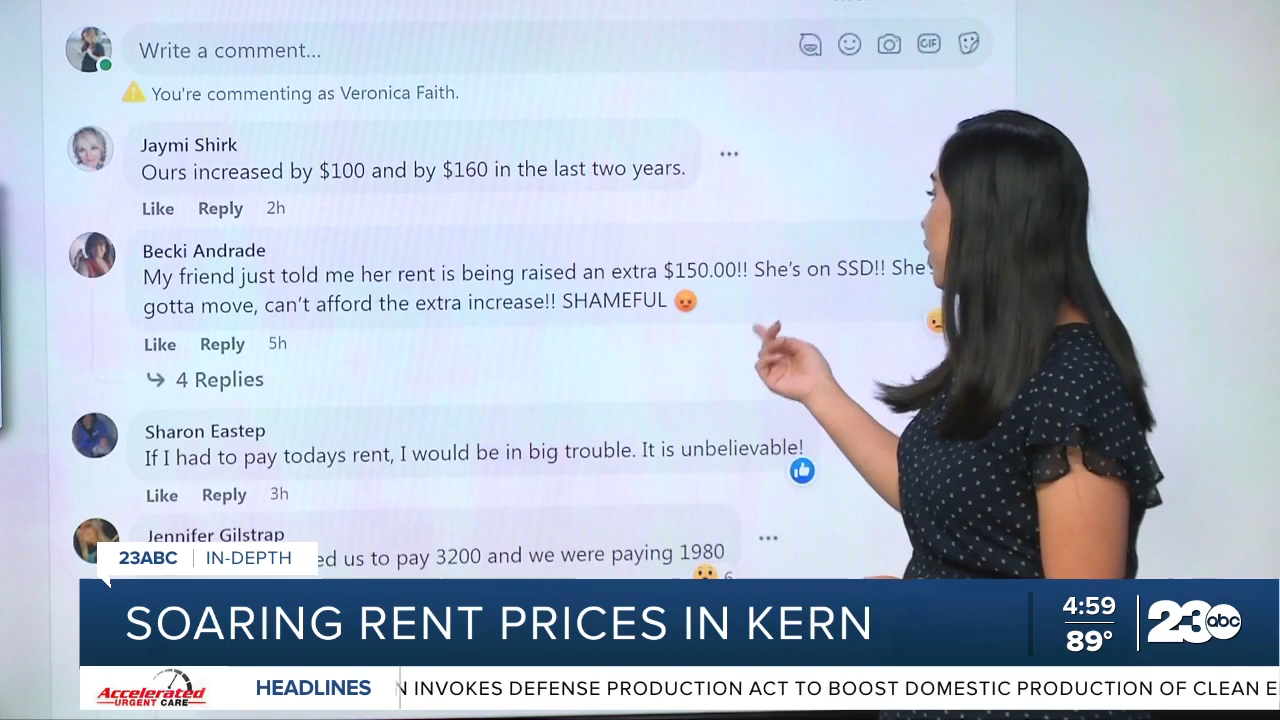 Write a comment...
GIF
You're commenting as Veronica Faith.
Jaymi Shirk
Ours increased by $100 and by $160 in the last two years.
Like Reply 2h
Becki Andrade
My friend just told me her rent is being raised an extra $150.00!! She's on SSD!! She's
gotta move, can't afford the extra increase!! SHAMEFUL
Like Reply 5h
4 Replies
Sharon Eastep
If I had to pay todays rent, I would be in big trouble. It is unbelievable!
Like Reply 3h
Jennifer Gilstrap
ed us to pay 3200 and we were paying 1980
6
23ABC IN-DEPTH
SOARING RENT PRICES IN KERN
4:59
89°
23 abc
Accelerated
URGENT CARE
HEADLINES
N INVOKES DEFENSE PRODUCTION ACT TO BOOST DOMESTIC PRODUCTION OF CLEAN E